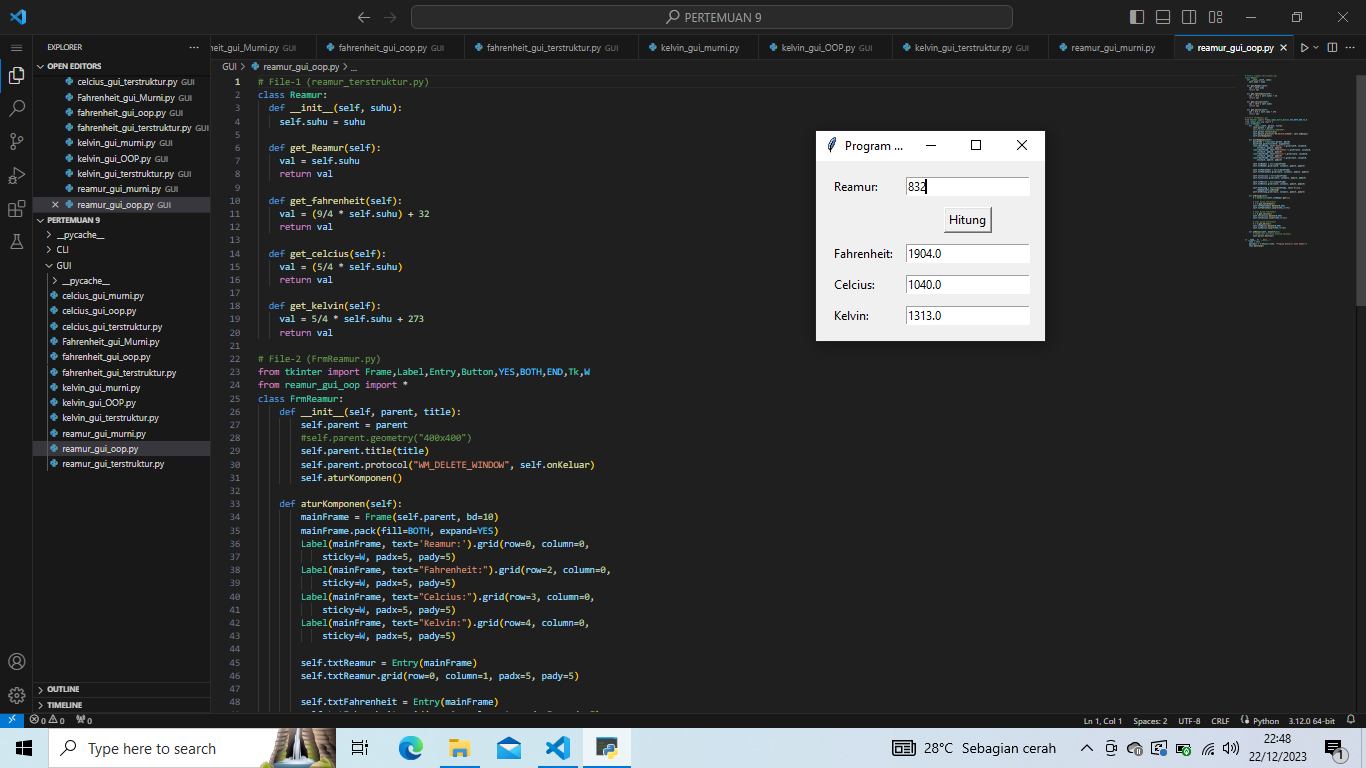 PERTEMUAN 9
EXPLORER
heit_gui_Murni.py GUI
fahrenheit_gui_oop.py GUI
fahrenheit_gui_terstruktur.py GUI
kelvin_gui_murni.py
kelvin_gui_OOP.py GUI
kelvin_gui_terstruktur.py GUI
reamur_gui_murni.py
reamur_gui_oop.py
OPEN EDITORS
celcius_gui_terstruktur.py GUI
Fahrenheit_gui_Murni.py GUI
fahrenheit_gui_oop.py GUI
fahrenheit_gui_terstruktur.py GUI
kelvin_gui_murni.py GUI
kelvin_gui_OOP.py GUI
kelvin_gui_terstruktur.py GUI
reamur_gui_murni.py GUI
reamur_gui_oop.py GUI
PERTEMUAN 9
__pycache__
CLI
GUI
__pycache__
celcius_gui_murni.py
celcius_gui_oop.py
celcius_gui_terstruktur.py
Fahrenheit_gui_Murni.py
fahrenheit_gui_oop.py
fahrenheit_gui_terstruktur.py
kelvin_gui_murni.py
kelvin_gui_OOP.py
kelvin_gui_terstruktur.py
reamur_gui_murni.py
reamur_gui_oop.py
reamur_gui_terstruktur.py
OUTLINE
TIMELINE
GUI > reamur_gui_oop.py > ...
1 # File-1 (reamur_terstruktur.py)
2 class Reamur:
3 def __init__(self, suhu):
4 self.suhu = suhu
5
6 def get_Reamur(self):
7 val = self.suhu
8 return val
9
10 def get_fahrenheit(self):
11 val = (9/4 * self.suhu) + 32
12 return val
13
14 def get_celcius(self):
15 val = (5/4 * self.suhu)
16 return val
17
18 def get_kelvin(self):
19 val = 5/4 * self.suhu + 273
20 return val
21
22 # File-2 (FrmReamur.py)
23 from tkinter import Frame,Label,Entry,Button,YES,BOTH,END,Tk,W
24 from reamur_gui_oop import *
25 class FrmReamur:
26 def __init__(self, parent, title):
27 self.parent = parent
28 #self.parent.geometry("400x400")
29 self.parent.title(title)
30 self.parent.protocol("WM_DELETE_WINDOW", self.onKeluar)
31 self.aturKomponen()
32
33 def aturKomponen(self):
34 mainFrame = Frame(self.parent, bd=10)
35 mainFrame.pack(fill=BOTH, expand=YES)
36 Label(mainFrame, text='Reamur:').grid(row=0, column=0,
37 sticky=W, padx=5, pady=5)
38 Label(mainFrame, text="Fahrenheit:").grid(row=2, column=0,
39 sticky=W, padx=5, pady=5)
40 Label(mainFrame, text="Celcius:").grid(row=3, column=0,
41 sticky=W, padx=5, pady=5)
42 Label(mainFrame, text="Kelvin:").grid(row=4, column=0,
43 sticky=W, padx=5, pady=5)
44
45 self.txtReamur = Entry(mainFrame)
46 self.txtReamur.grid(row=0, column=1, padx=5, pady=5)
47
48 self.txtFahrenheit = Entry(mainFrame)
Program ...
Reamur: 832
Hitung
Fahrenheit: 1904.0
Celcius: 1040.0
Kelvin: 1313.0
0 0 0
Ln 1, Col 1 Spaces: 2 UTF-8 CRLF Python 3.12.0 64-bit
Type here to search
28°C Sebagian cerah
22:48
22/12/2023
1